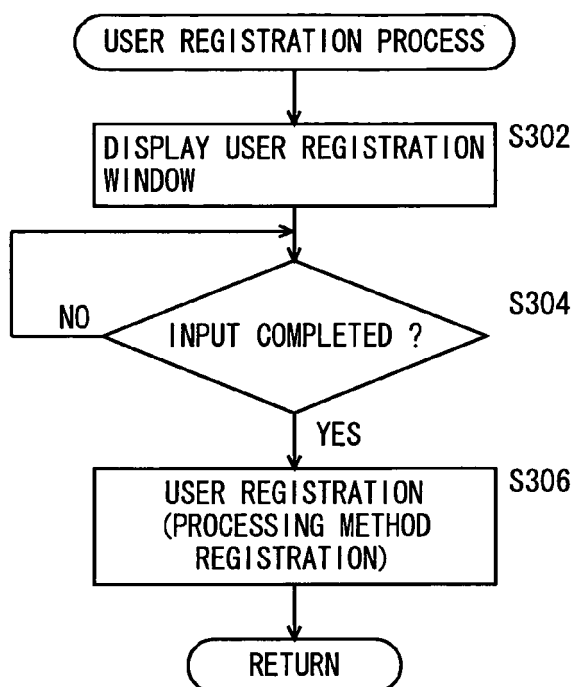 USER REGISTRATION PROCESS
DISPLAY USER REGISTRATION
WINDOW
S302
NO
INPUT COMPLETED ?
S304
YES
USER REGISTRATION
(PROCESSING METHOD
REGISTRATION)
S306
RETURN